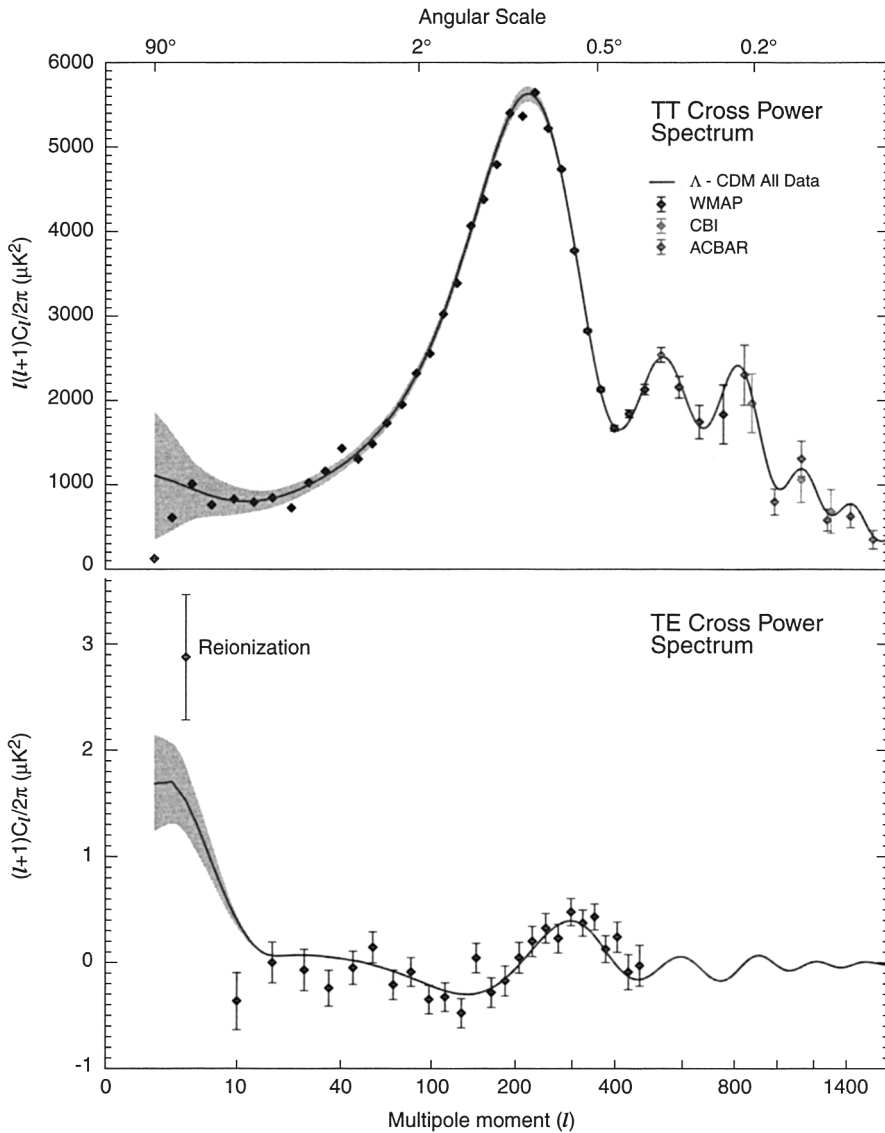 Angular Scale
90° 2° 0.5° 0.2°
6000
5000
4000
3000
2000
1000
0
l(l+1)Cl/2π (μK²)
TT Cross Power
Spectrum
Λ - CDM All Data
WMAP
CBI
ACBAR
3
2
1
0
-1
(l+1)Cl/2π (μK²)
Reionization
TE Cross Power
Spectrum
0 10 40 100 200 400 800 1400
Multipole moment (l)